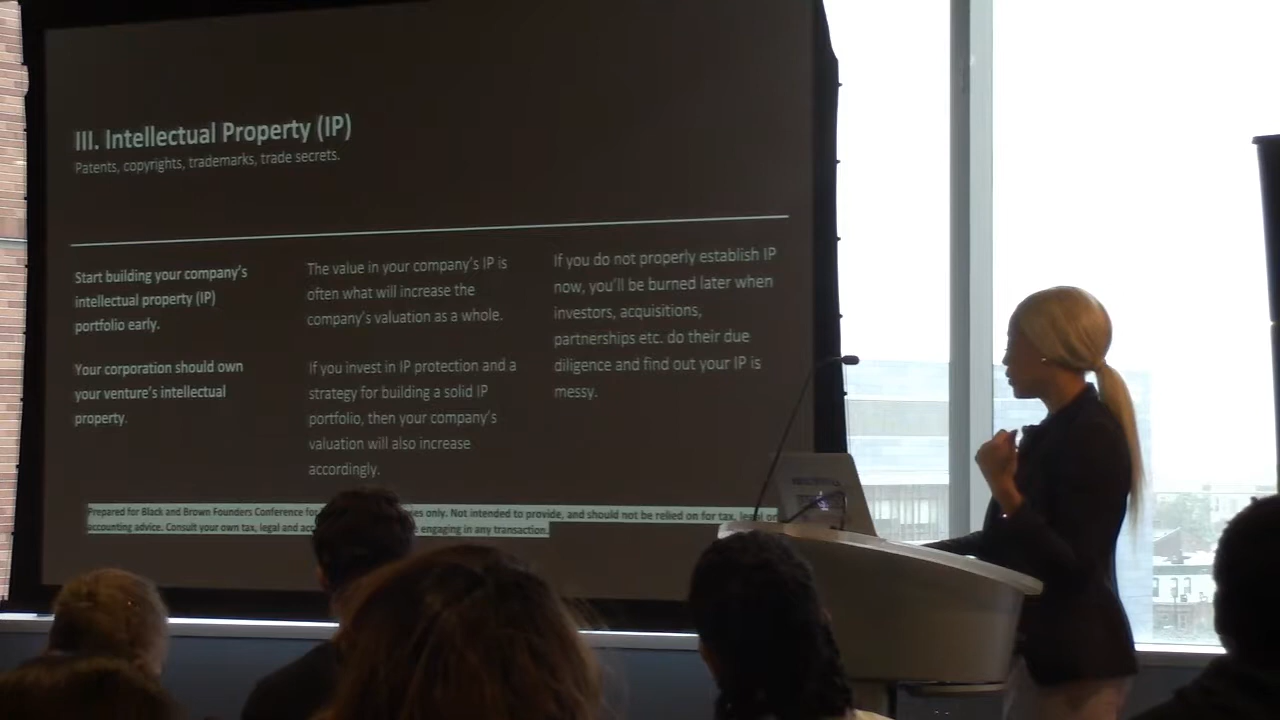 III. Intellectual Property (IP)
Patents, copyrights, trademarks, trade secrets.
Start building your company's
intellectual property (IP)
portfolio early.
Your corporation should own
your venture's intellectual
property.
The value in your company's IP is
often what will increase the
company's valuation as a whole.
If you invest in IP protection and a
strategy for building a solid IP
portfolio, then your company's
valuation will also increase
accordingly.
If you do not properly establish IP
now, you'll be burned later when
investors, acquisitions,
partnerships etc. do their due
diligence and find out your IP is
messy.
Prepared for Black and Brown Founders Conference for only. Not intended to provide, and should not be relied on for tax, legal or
accounting advice. Consult your own tax, legal and engaging in any transaction.